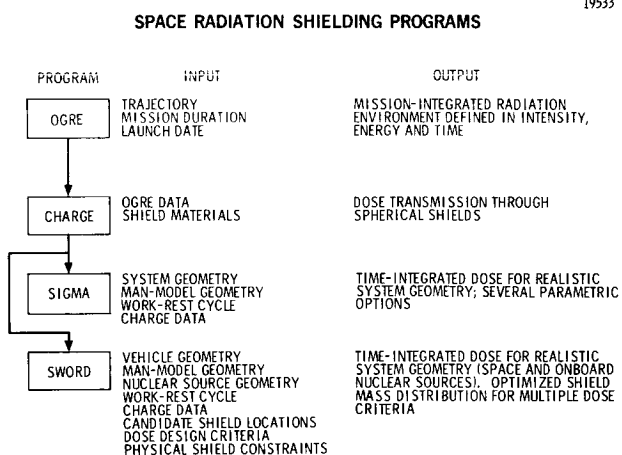 19533
SPACE RADIATION SHIELDING PROGRAMS
PROGRAM INPUT OUTPUT
OGRE
TRAJECTORY
MISSION DURATION
LAUNCH DATE
MISSION-INTEGRATED RADIATION
ENVIRONMENT DEFINED IN INTENSITY,
ENERGY AND TIME
CHARGE
OGRE DATA
SHIELD MATERIALS
DOSE TRANSMISSION THROUGH
SPHERICAL SHIELDS
SIGMA
SYSTEM GEOMETRY
MAN-MODEL GEOMETRY
WORK-REST CYCLE
CHARGE DATA
TIME-INTEGRATED DOSE FOR REALISTIC
SYSTEM GEOMETRY; SEVERAL PARAMETRIC
OPTIONS
SWORD
VEHICLE GEOMETRY
MAN-MODEL GEOMETRY
NUCLEAR SOURCE GEOMETRY
WORK-REST CYCLE
CHARGE DATA
CANDIDATE SHIELD LOCATIONS
DOSE DESIGN CRITERIA
PHYSICAL SHIELD CONSTRAINTS
TIME-INTEGRATED DOSE FOR REALISTIC
SYSTEM GEOMETRY (SPACE AND ONBOARD
NUCLEAR SOURCES). OPTIMIZED SHIELD
MASS DISTRIBUTION FOR MULTIPLE DOSE
CRITERIA